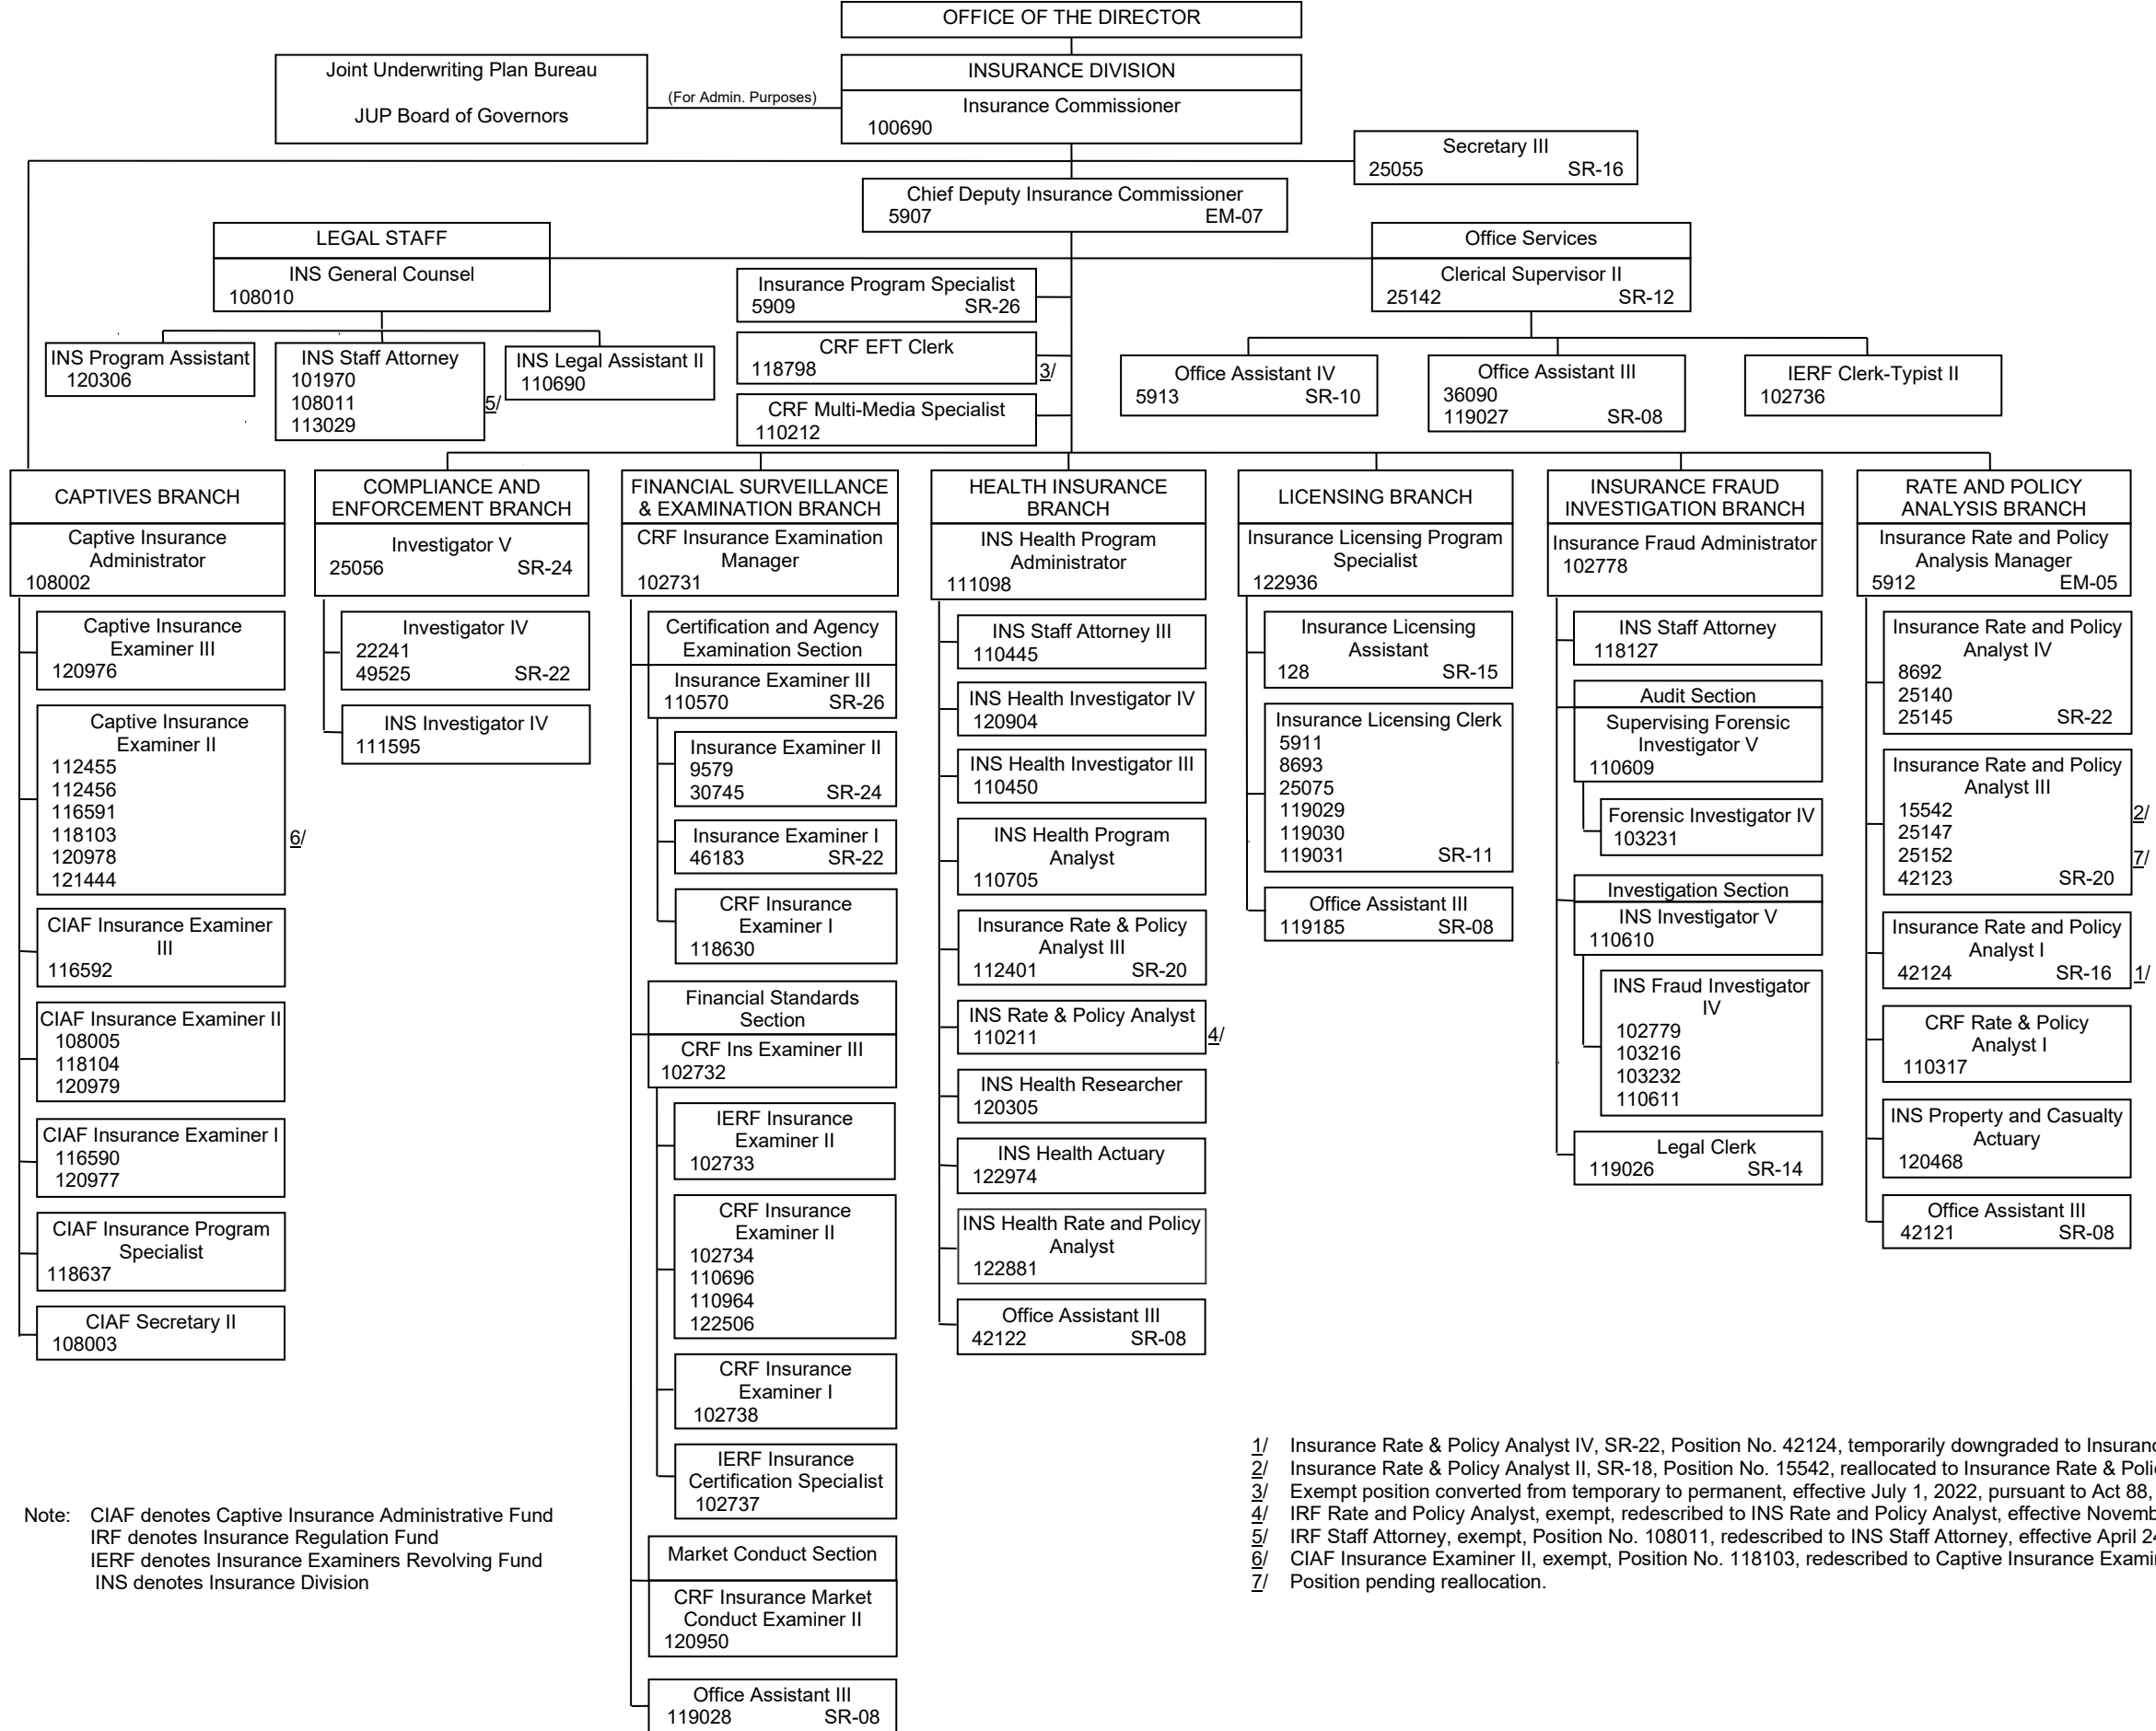 OFFICE OF THE DIRECTOR
Joint Underwriting Plan Bureau
JUP Board of Governors
(For Admin. Purposes)
INSURANCE DIVISION
Insurance Commissioner
100690
Secretary III
25055 SR-16
Chief Deputy Insurance Commissioner
5907 EM-07
LEGAL STAFF
INS General Counsel
108010
INS Program Assistant
120306
INS Staff Attorney
101970
108011
113029
5/
INS Legal Assistant II
110690
Insurance Program Specialist
5909 SR-26
CRF EFT Clerk
118798
3/
CRF Multi-Media Specialist
110212
Office Services
Clerical Supervisor II
25142 SR-12
Office Assistant IV
5913 SR-10
Office Assistant III
36090
119027 SR-08
IERF Clerk-Typist II
102736
CAPTIVES BRANCH
Captive Insurance
Administrator
108002
Captive Insurance
Examiner III
120976
Captive Insurance
Examiner II
112455
112456
116591
118103
120978
121444
6/
CIAF Insurance Examiner
III
116592
CIAF Insurance Examiner II
108005
118104
120979
CIAF Insurance Examiner I
116590
120977
CIAF Insurance Program
Specialist
118637
CIAF Secretary II
108003
COMPLIANCE AND
ENFORCEMENT BRANCH
Investigator V
25056 SR-24
Investigator IV
22241
49525 SR-22
INS Investigator IV
111595
FINANCIAL SURVEILLANCE
& EXAMINATION BRANCH
CRF Insurance Examination
Manager
102731
Certification and Agency
Examination Section
Insurance Examiner III
110570 SR-26
Insurance Examiner II
9579
30745 SR-24
Insurance Examiner I
46183 SR-22
CRF Insurance
Examiner I
118630
Financial Standards
Section
CRF Ins Examiner III
102732
IERF Insurance
Examiner II
102733
CRF Insurance
Examiner II
102734
110696
110964
122506
CRF Insurance
Examiner I
102738
IERF Insurance
Certification Specialist
102737
Market Conduct Section
CRF Insurance Market
Conduct Examiner II
120950
Office Assistant III
119028 SR-08
HEALTH INSURANCE
BRANCH
INS Health Program
Administrator
111098
INS Staff Attorney III
110445
INS Health Investigator IV
120904
INS Health Investigator III
110450
INS Health Program
Analyst
110705
Insurance Rate & Policy
Analyst III
112401 SR-20
INS Rate & Policy Analyst
110211
4/
INS Health Researcher
120305
INS Health Actuary
122974
INS Health Rate and Policy
Analyst
122881
Office Assistant III
42122 SR-08
LICENSING BRANCH
Insurance Licensing Program
Specialist
122936
Insurance Licensing
Assistant
128 SR-15
Insurance Licensing Clerk
5911
8693
25075
119029
119030
119031 SR-11
Office Assistant III
119185 SR-08
INSURANCE FRAUD
INVESTIGATION BRANCH
Insurance Fraud Administrator
102778
INS Staff Attorney
118127
Audit Section
Supervising Forensic
Investigator V
110609
Forensic Investigator IV
103231
Investigation Section
INS Investigator V
110610
INS Fraud Investigator
IV
102779
103216
103232
110611
Legal Clerk
119026 SR-14
RATE AND POLICY
ANALYSIS BRANCH
Insurance Rate and Policy
Analysis Manager
5912 EM-05
Insurance Rate and Policy
Analyst IV
8692
25140
25145 SR-22
Insurance Rate and Policy
Analyst III
15542 2/
25147
25152 7/
42123 SR-20
Insurance Rate and Policy
Analyst I
42124 SR-16 1/
CRF Rate & Policy
Analyst I
110317
INS Property and Casualty
Actuary
120468
Office Assistant III
42121 SR-08
Note: CIAF denotes Captive Insurance Administrative Fund
IRF denotes Insurance Regulation Fund
IERF denotes Insurance Examiners Revolving Fund
INS denotes Insurance Division
1/ Insurance Rate & Policy Analyst IV, SR-22, Position No. 42124, temporarily downgraded to
2/ Insurance Rate & Policy Analyst II, SR-18, Position No. 15542, reallocated to Insurance Rate &
3/ Exempt position converted from temporary to permanent, effective July 1, 2022, pursuant to Act 88,
4/ IRF Rate and Policy Analyst, exempt, redescribed to INS Rate and Policy Analyst, effective
5/ IRF Staff Attorney, exempt, Position No. 108011, redescribed to INS Staff Attorney, effective April
6/ CIAF Insurance Examiner II, exempt, Position No. 118103, redescribed to Captive Insurance
7/ Position pending reallocation.